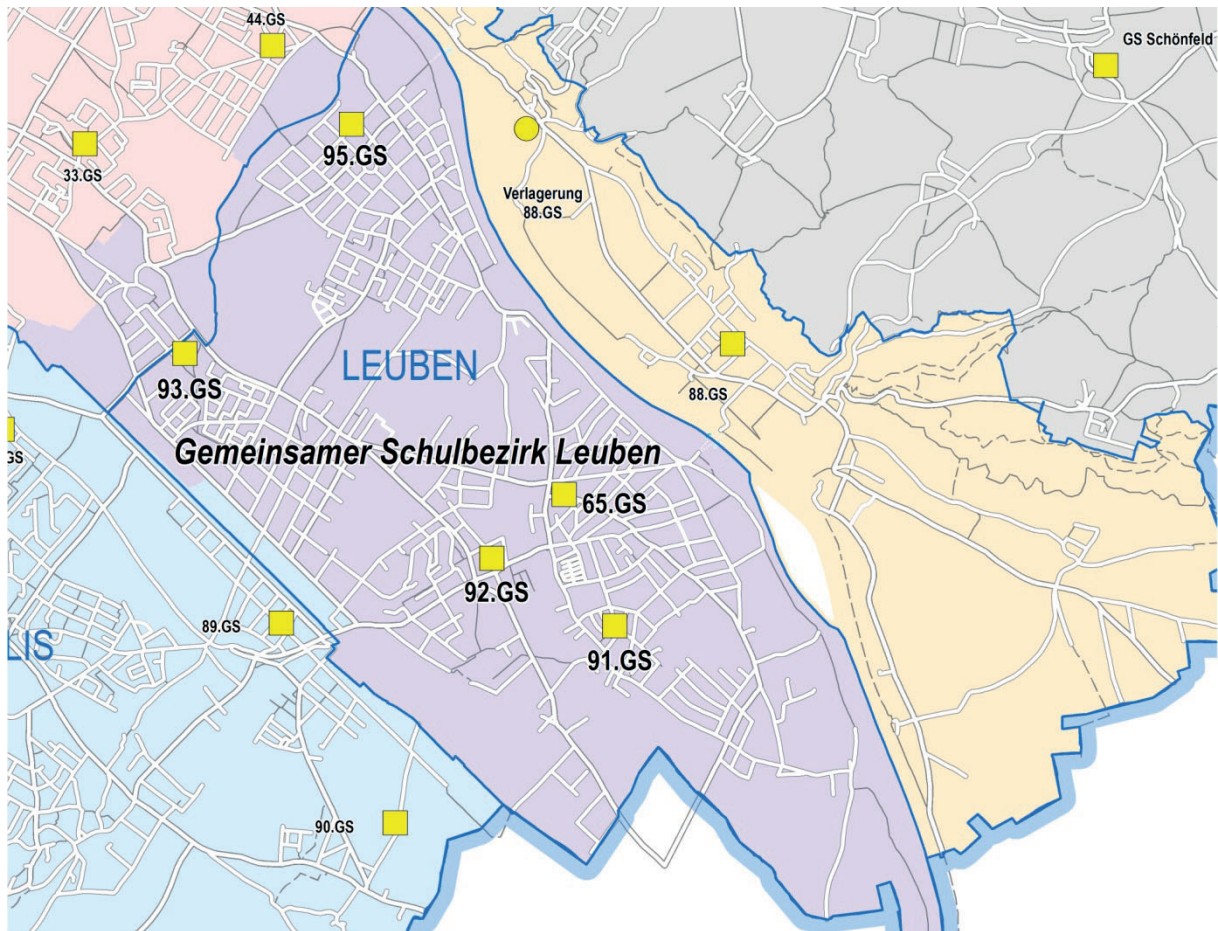 44.GS
GS Schönfeld
95.GS
33.GS
Verlagerung
88.GS
93.GS
LEUBEN
88.GS
GS
Gemeinsamer Schulbezirk Leuben
65.GS
92.GS
89.GS
LIS
91.GS
90.GS